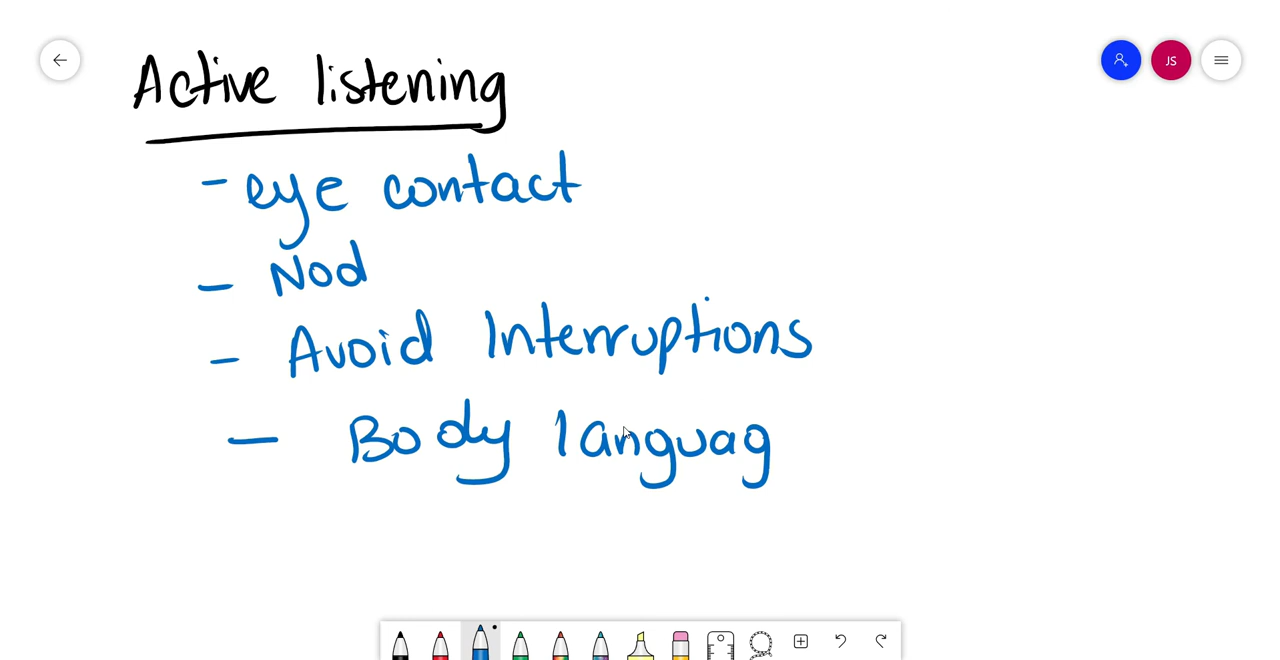 Active listening
JS
- eye contact
- Nod
- Avoid Interruptions
- Body languag